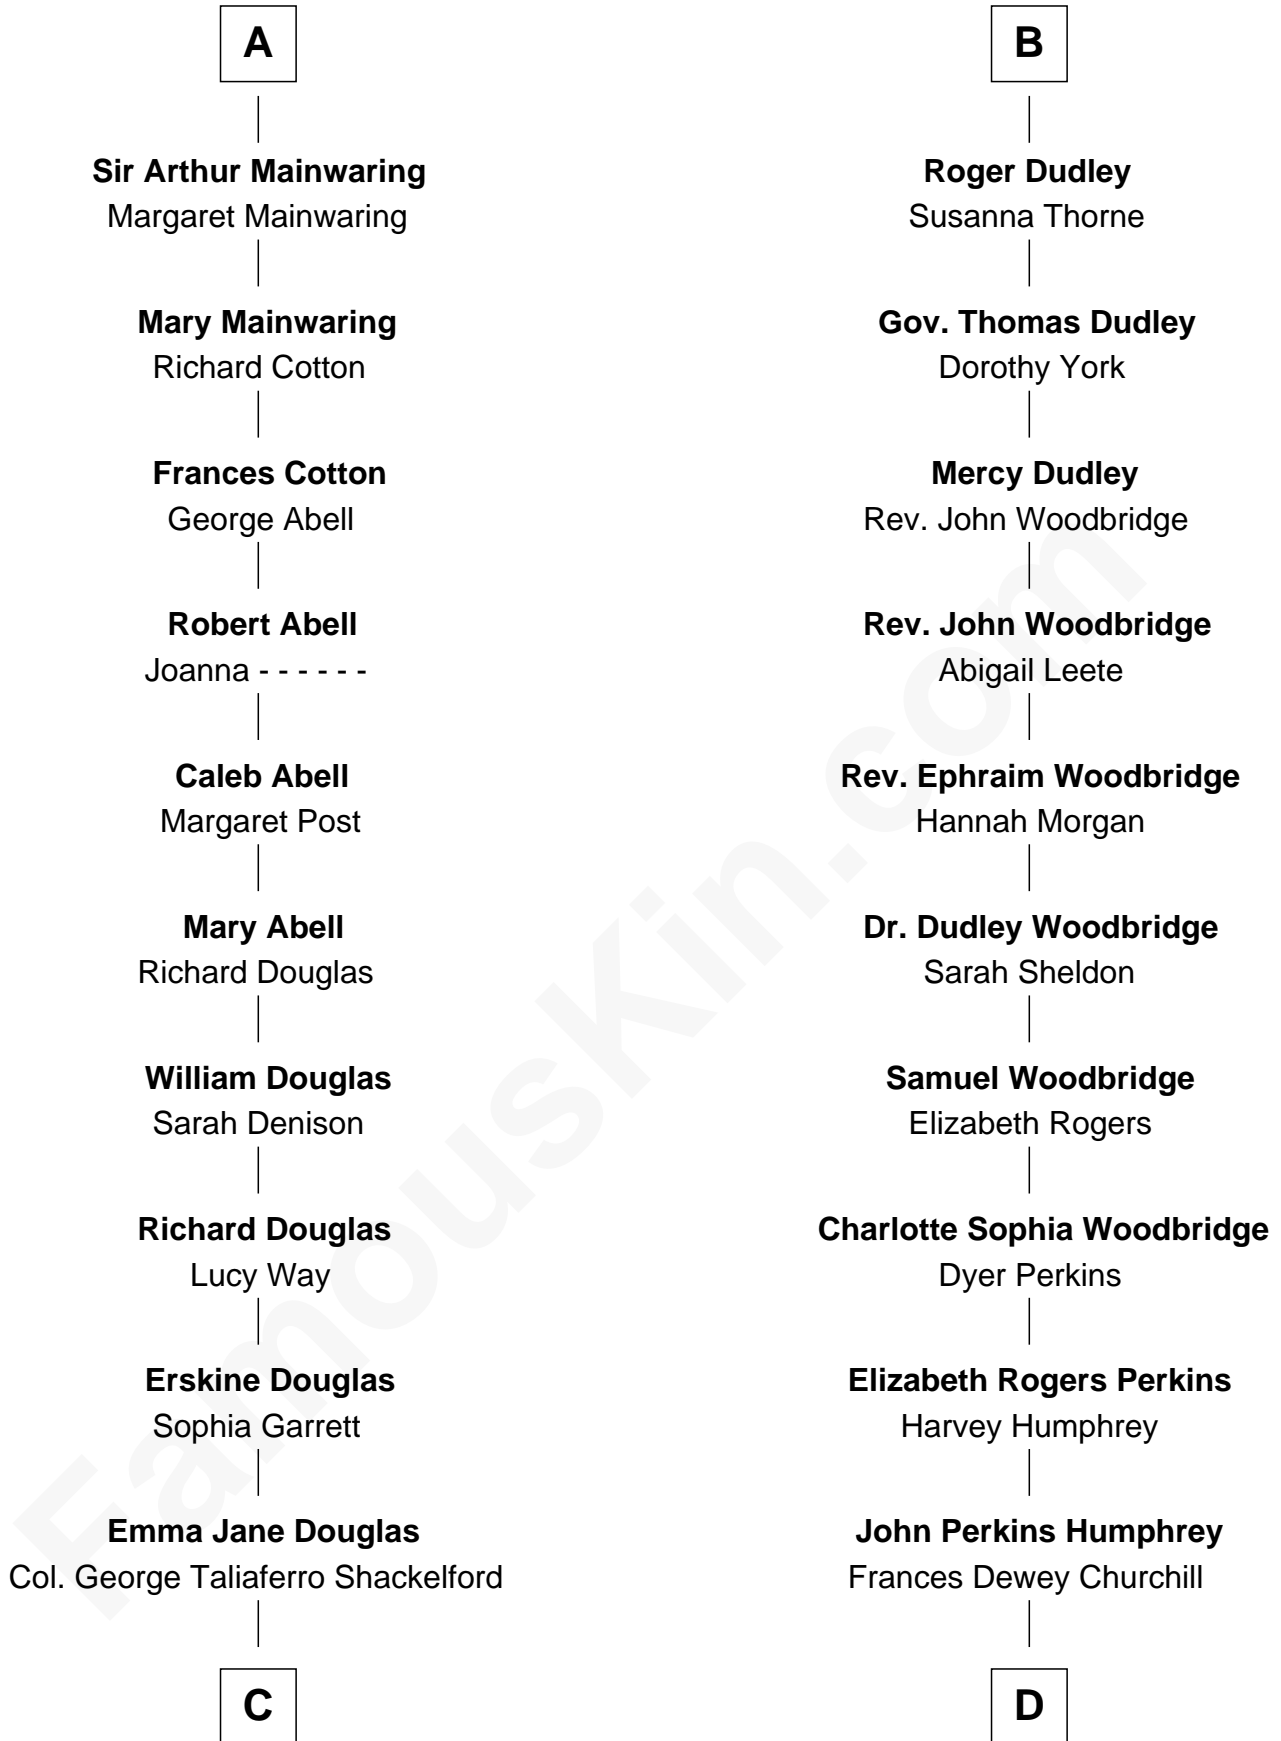 A
Sir Arthur Mainwaring
Margaret Mainwaring
Mary Mainwaring
Richard Cotton
Frances Cotton
George Abell
Robert Abell
Joanna - - - - - -
Caleb Abell
Margaret Post
Mary Abell
Richard Douglas
William Douglas
Sarah Denison
Richard Douglas
Lucy Way
Erskine Douglas
Sophia Garrett
Emma Jane Douglas
Col. George Taliaferro Shackelford
C
B
Roger Dudley
Susanna Thorne
Gov. Thomas Dudley
Dorothy York
Mercy Dudley
Rev. John Woodbridge
Rev. John Woodbridge
Abigail Leete
Rev. Ephraim Woodbridge
Hannah Morgan
Dr. Dudley Woodbridge
Sarah Sheldon
Samuel Woodbridge
Elizabeth Rogers
Charlotte Sophia Woodbridge
Dyer Perkins
Elizabeth Rogers Perkins
Harvey Humphrey
John Perkins Humphrey
Frances Dewey Churchill
D
FamousKin.com